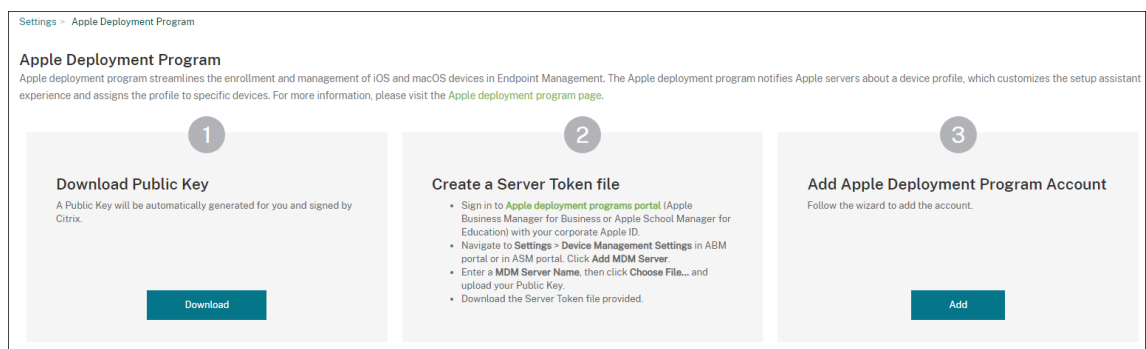 Settings > Apple Deployment Program
Apple Deployment Program
Apple deployment program streamlines the enrollment and management of iOS and macOS devices in Endpoint Management. The Apple deployment program notifies Apple servers about a device profile, which customizes the setup assistant
experience and assigns the profile to specific devices. For more information, please visit the Apple deployment program page.
1
Download Public Key
A Public Key will be automatically generated for you and signed by
Citrix.
Download
2
Create a Server Token file
• Sign in to Apple deployment programs portal (Apple
Business Manager for Business or Apple School Manager for
Education) with your corporate Apple ID.
• Navigate to Settings > Device Management Settings in ABM
portal or in ASM portal. Click Add MDM Server.
• Enter a MDM Server Name, then click Choose File... and
upload your Public Key.
• Download the Server Token file provided.
3
Add Apple Deployment Program Account
Follow the wizard to add the account.
Add